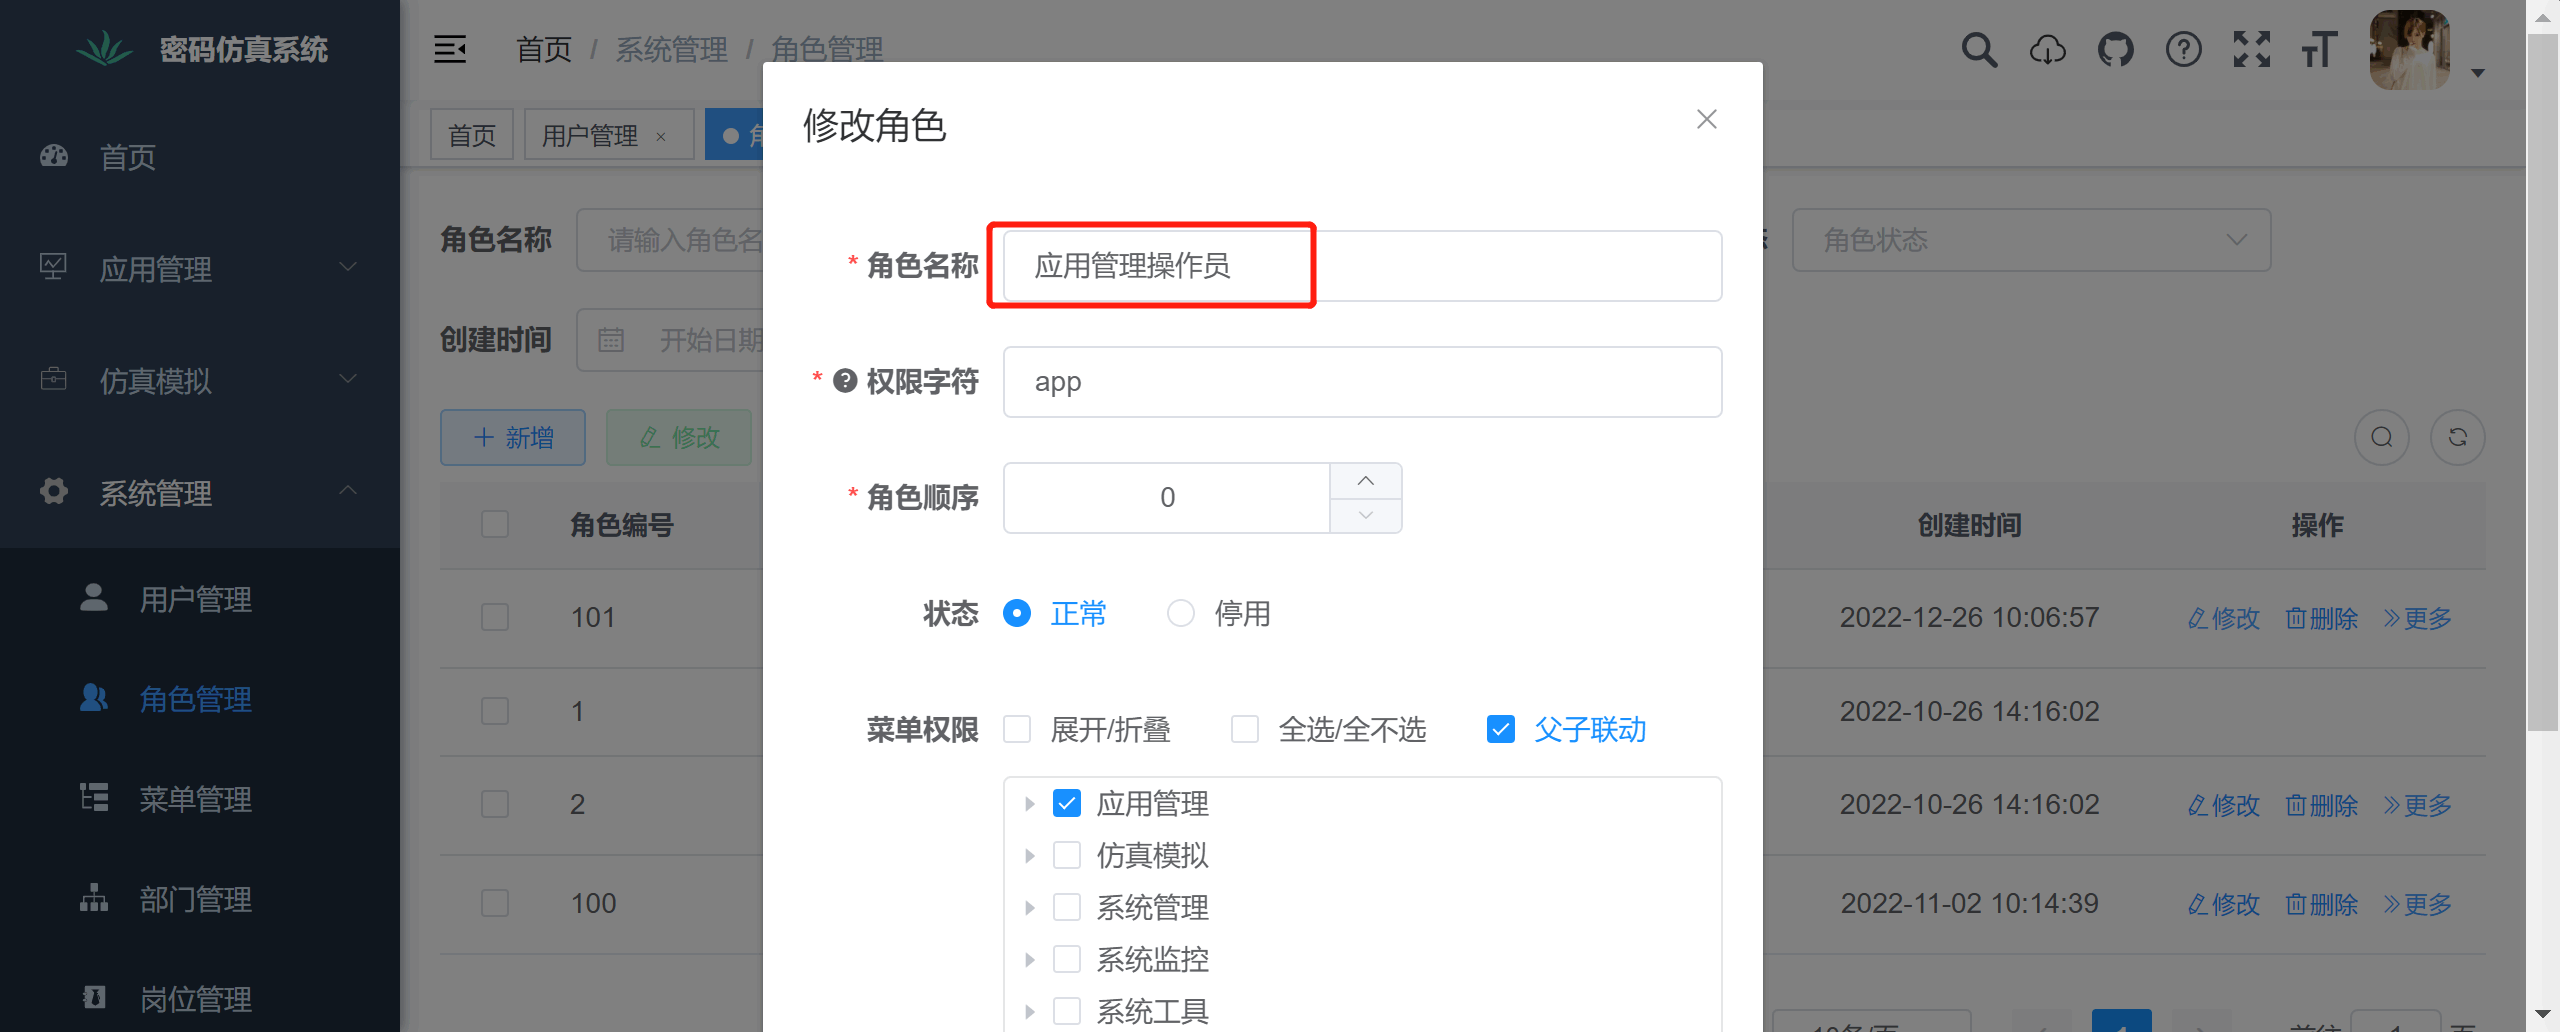 密码仿真系统
首页
应用管理
仿真模拟
系统管理
用户管理
角色管理
菜单管理
部门管理
岗位管理
首页 / 系统管理 / 角色管理
首页
用户管理 ×
角色名称
请输入角色名
角色状态
创建时间
开始日期
新增
修改
角色编号
创建时间
操作
101
2022-12-26 10:06:57
修改 删除 更多
1
2022-10-26 14:16:02
2
2022-10-26 14:16:02
修改 删除 更多
100
2022-11-02 10:14:39
修改 删除 更多
修改角色
* 角色名称
应用管理操作员
* 权限字符
app
* 角色顺序
0
状态
正常
停用
菜单权限
展开/折叠
全选/全不选
父子联动
应用管理
仿真模拟
系统管理
系统监控
系统工具